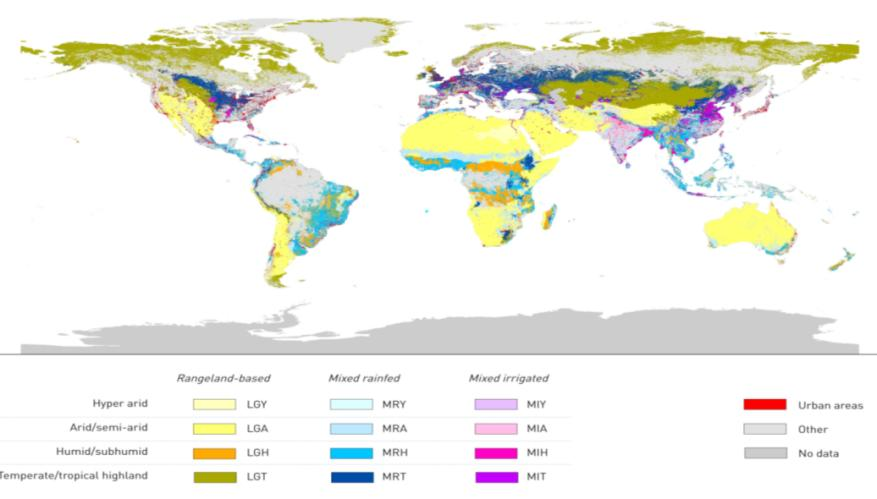 Rangeland-based Mixed rainfed Mixed irrigated
Hyper arid LGY MRY MIY Urban areas
Arid/semi-arid LGA MRA MIA Other
Humid/subhumid LGH MRH MIH No data
Temperate/tropical highland LGT MRT MIT